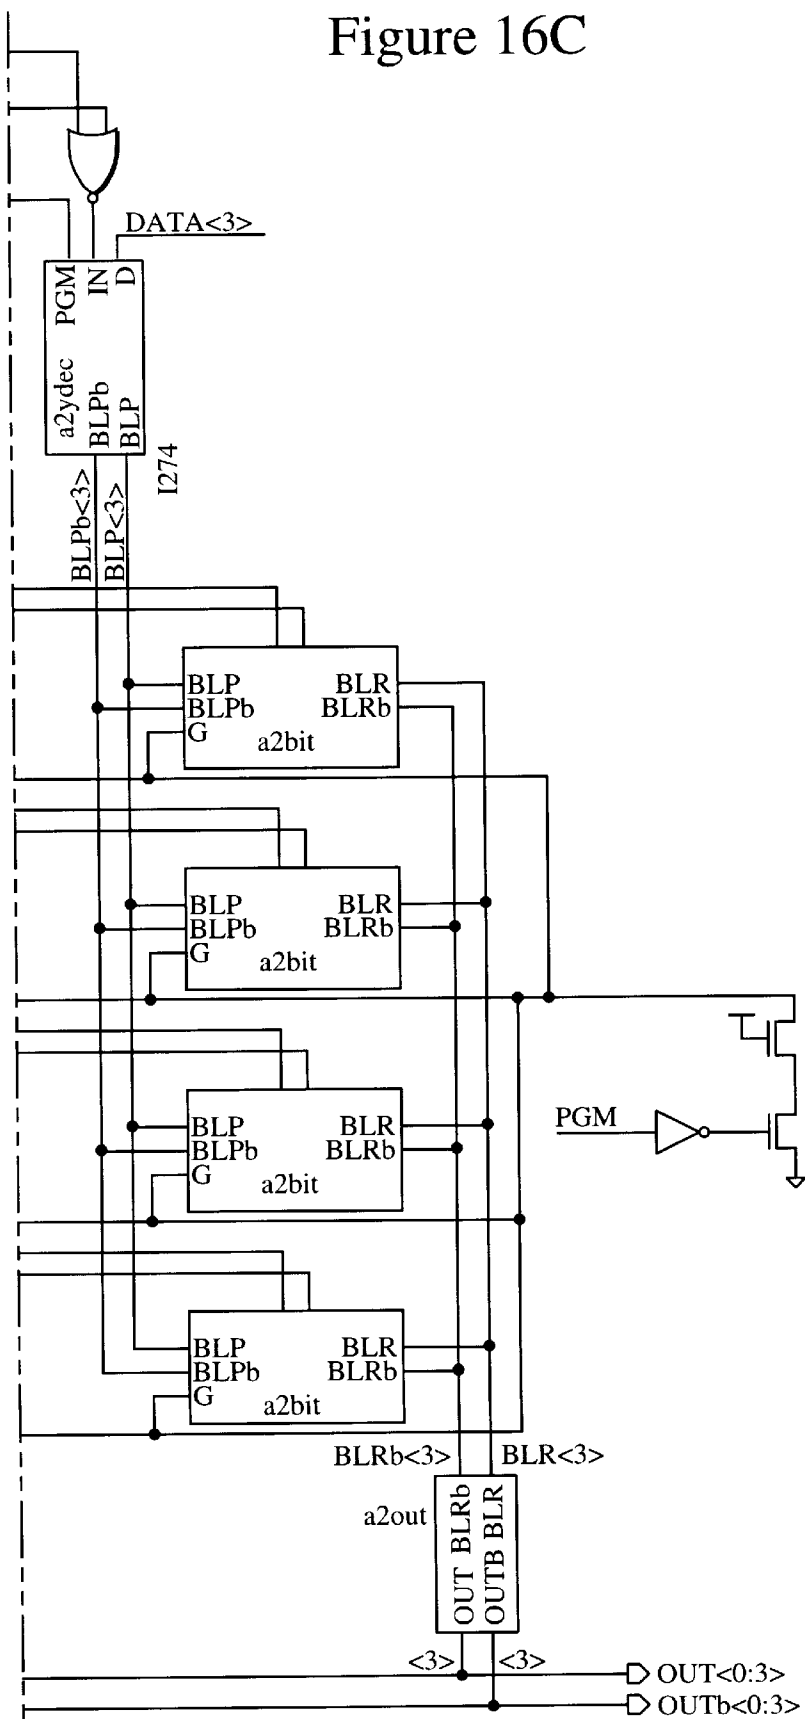 Figure 16C
DATA<3>
PGM
IN
D
a2ydec
BLPb
BLP
I274
BLPb<3>
BLP<3>
BLP
BLR
BLPb
BLRb
G
a2bit
BLP
BLR
BLPb
BLRb
G
a2bit
PGM
BLP
BLR
BLPb
BLRb
G
a2bit
BLP
BLR
BLPb
BLRb
G
a2bit
BLRb<3>
BLR<3>
a2out
BLRb
BLR
OUT
OUTB
<3>
<3>
OUT<0:3>
OUTb<0:3>